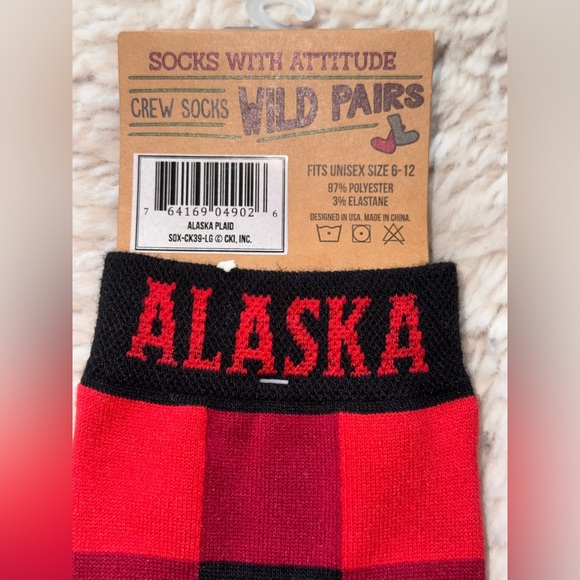 SOCKS WITH ATTITUDE
CREW SOCKS WILD PAIRS
FITS UNISEX SIZE 6-12
97% POLYESTER
3% ELASTANE
DESIGNED IN USA. MADE IN CHINA.
7 64169 04902 6
ALASKA PLAID
SOX-CK39-LG © CK1, INC.
ALASKA